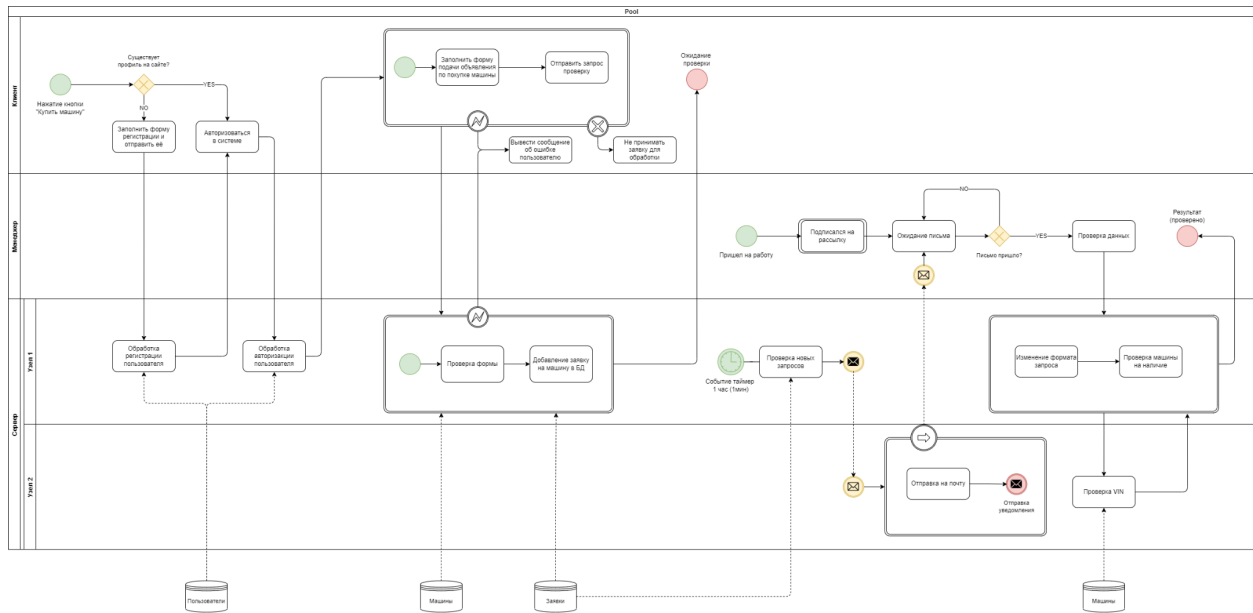 Pool
Клиент
Существует
профиль на сайте?
Нажатие кнопки
"Купить машину"
YES
NO
Заполнить форму
регистрации и
отправить её
Авторизоваться
в системе
Заполнить форму
подачи объявления
по покупке машины
Отправить запрос
проверку
Вывести сообщение
об ошибке
пользователю
Не принимать
заявку для
обработки
Ожидание
проверки
Менеджер
Пришел на работу
Подписался на
рассылку
Ожидание письма
NO
Письмо пришло?
YES
Проверка данных
Результат
(проверено)
Сервер
Узел 1
Обработка
регистрации
пользователя
Обработка
авторизакции
пользователя
Проверка формы
Добавление заявку
на машину в БД
Событие таймер
1 час (1мин)
Проверка новых
запросов
Изменение формата
запроса
Проверка машины
на наличие
Узел 2
Отправка на почту
Отправка
уведомления
Проверка VIN
Пользователи
Машины
Заявки
Машины